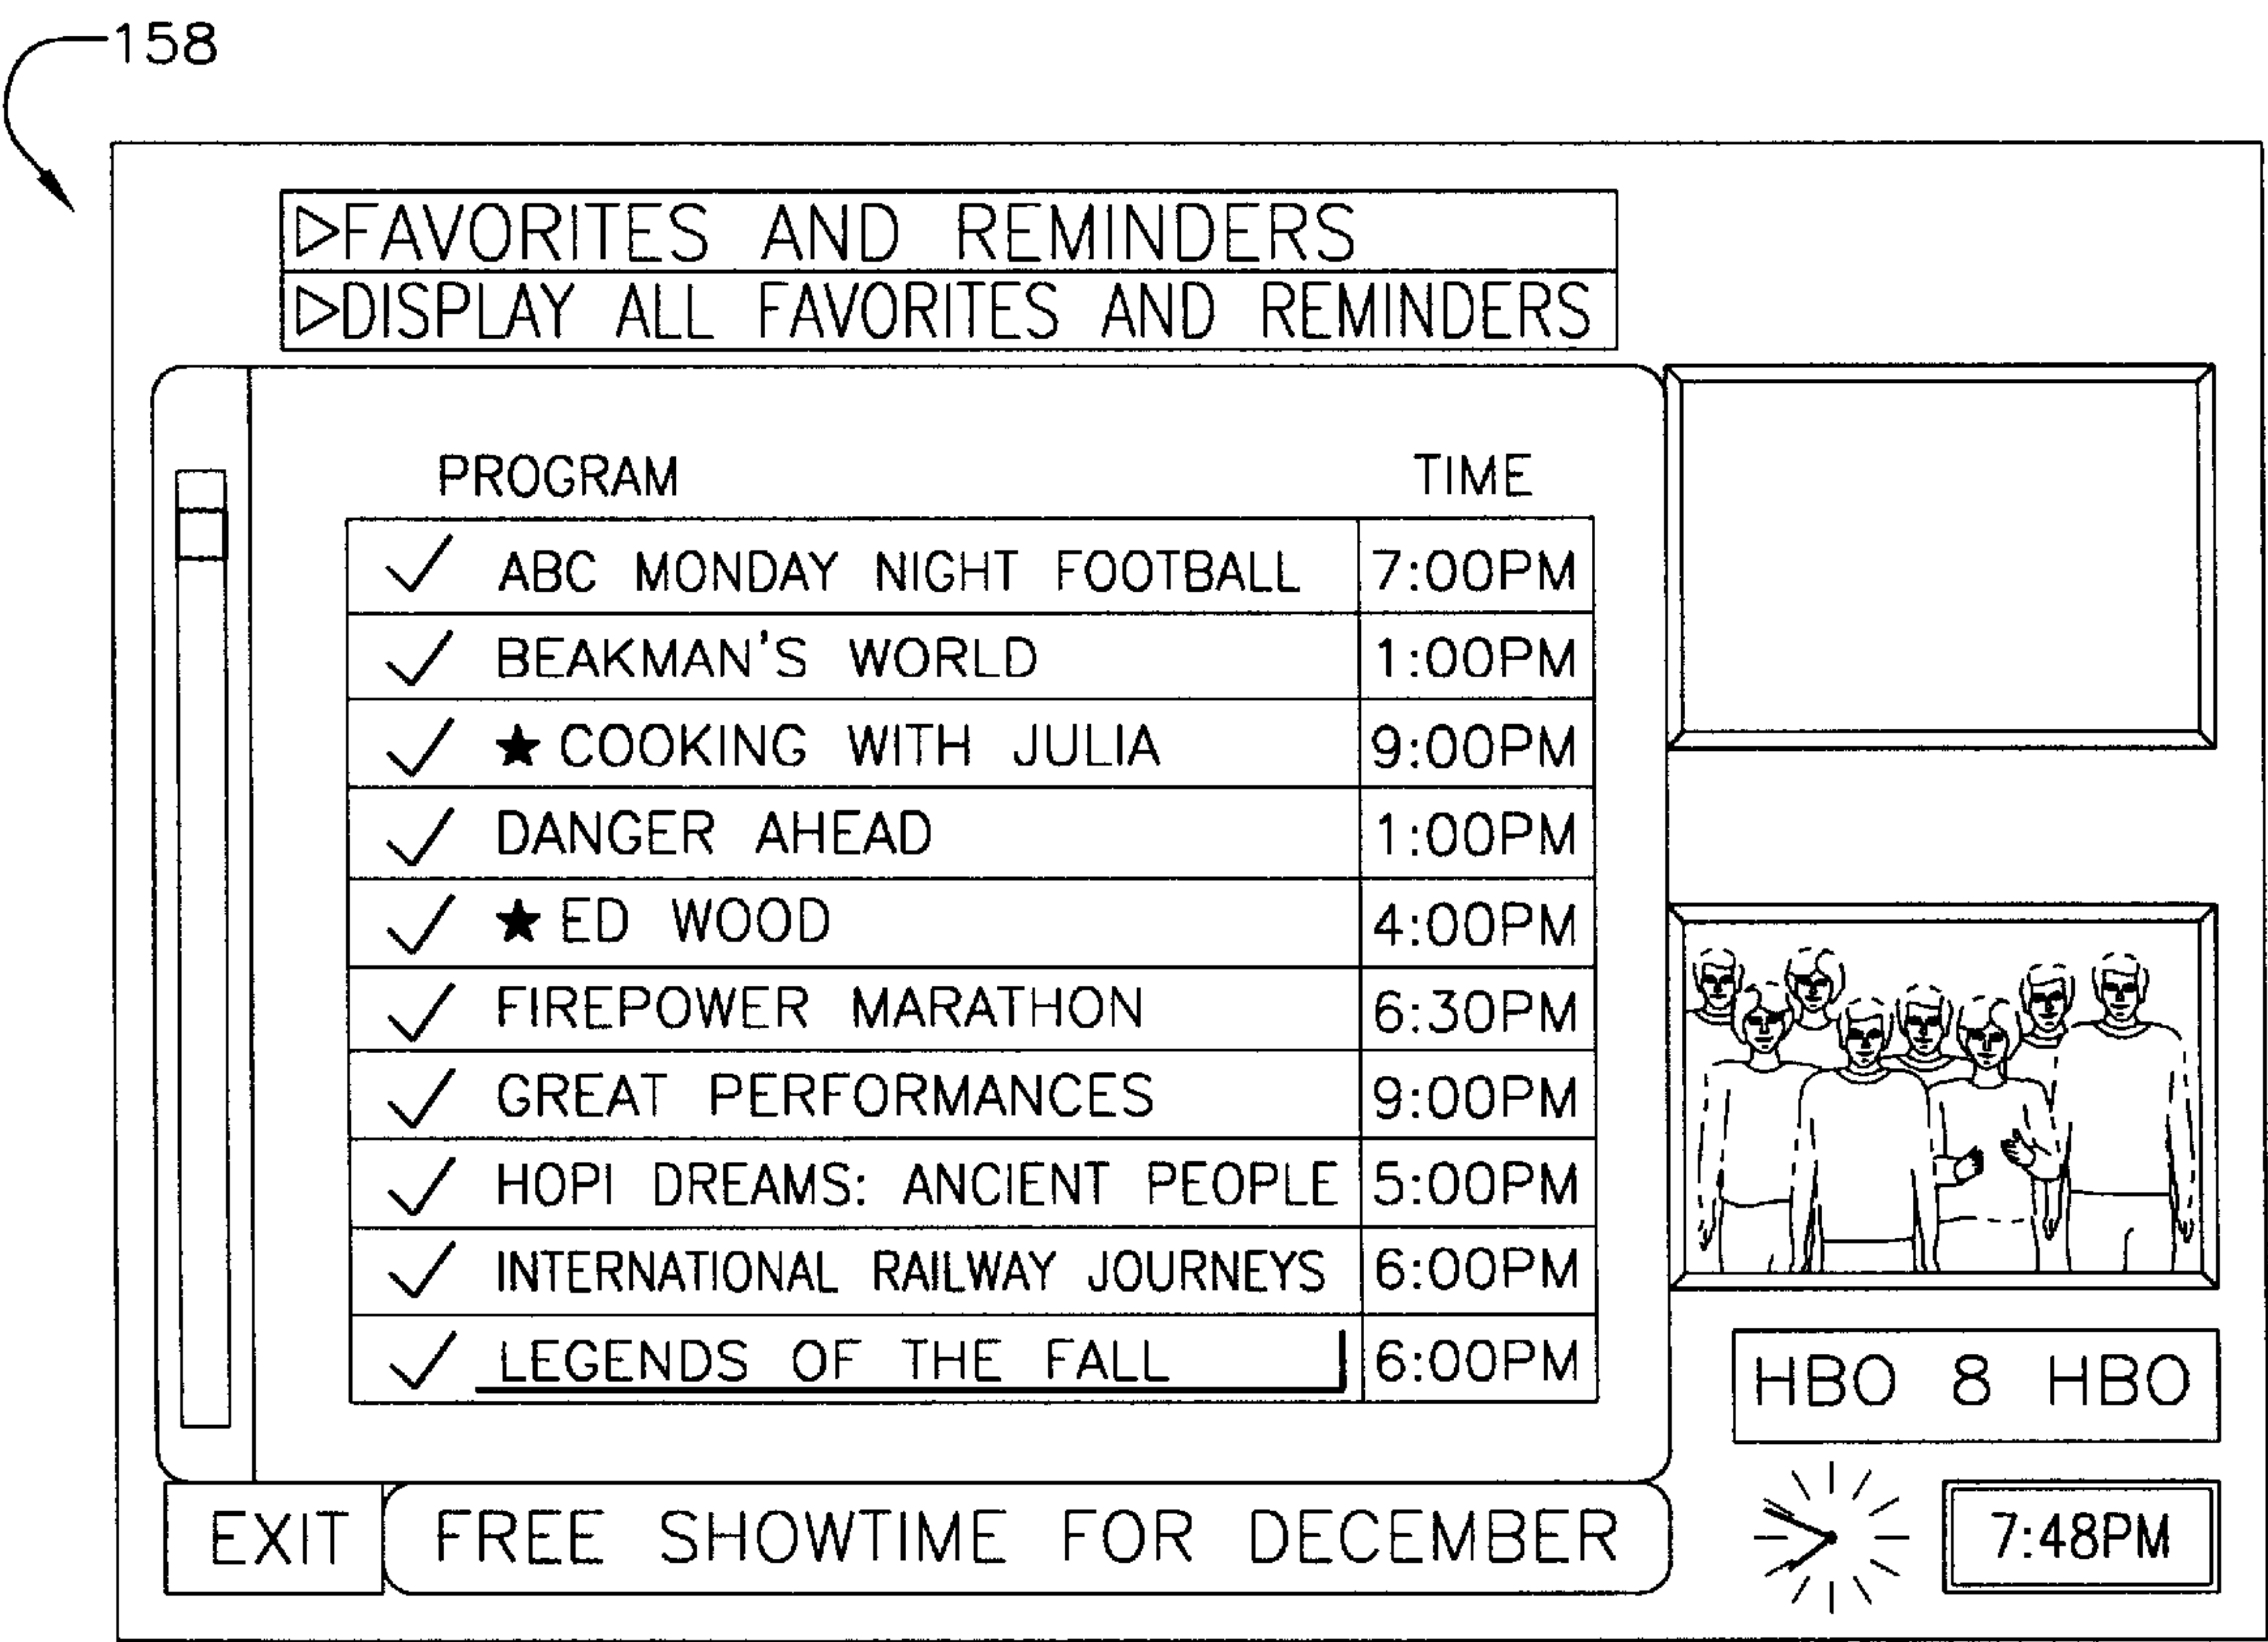 158
▷FAVORITES AND REMINDERS
▷DISPLAY ALL FAVORITES AND REMINDERS
PROGRAM TIME
✓ ABC MONDAY NIGHT FOOTBALL 7:00PM
✓ BEAKMAN'S WORLD 1:00PM
✓ ★ COOKING WITH JULIA 9:00PM
✓ DANGER AHEAD 1:00PM
✓ ★ ED WOOD 4:00PM
✓ FIREPOWER MARATHON 6:30PM
✓ GREAT PERFORMANCES 9:00PM
✓ HOPI DREAMS: ANCIENT PEOPLE 5:00PM
✓ INTERNATIONAL RAILWAY JOURNEYS 6:00PM
✓ LEGENDS OF THE FALL 6:00PM
HBO 8 HBO
EXIT FREE SHOWTIME FOR DECEMBER 7:48PM